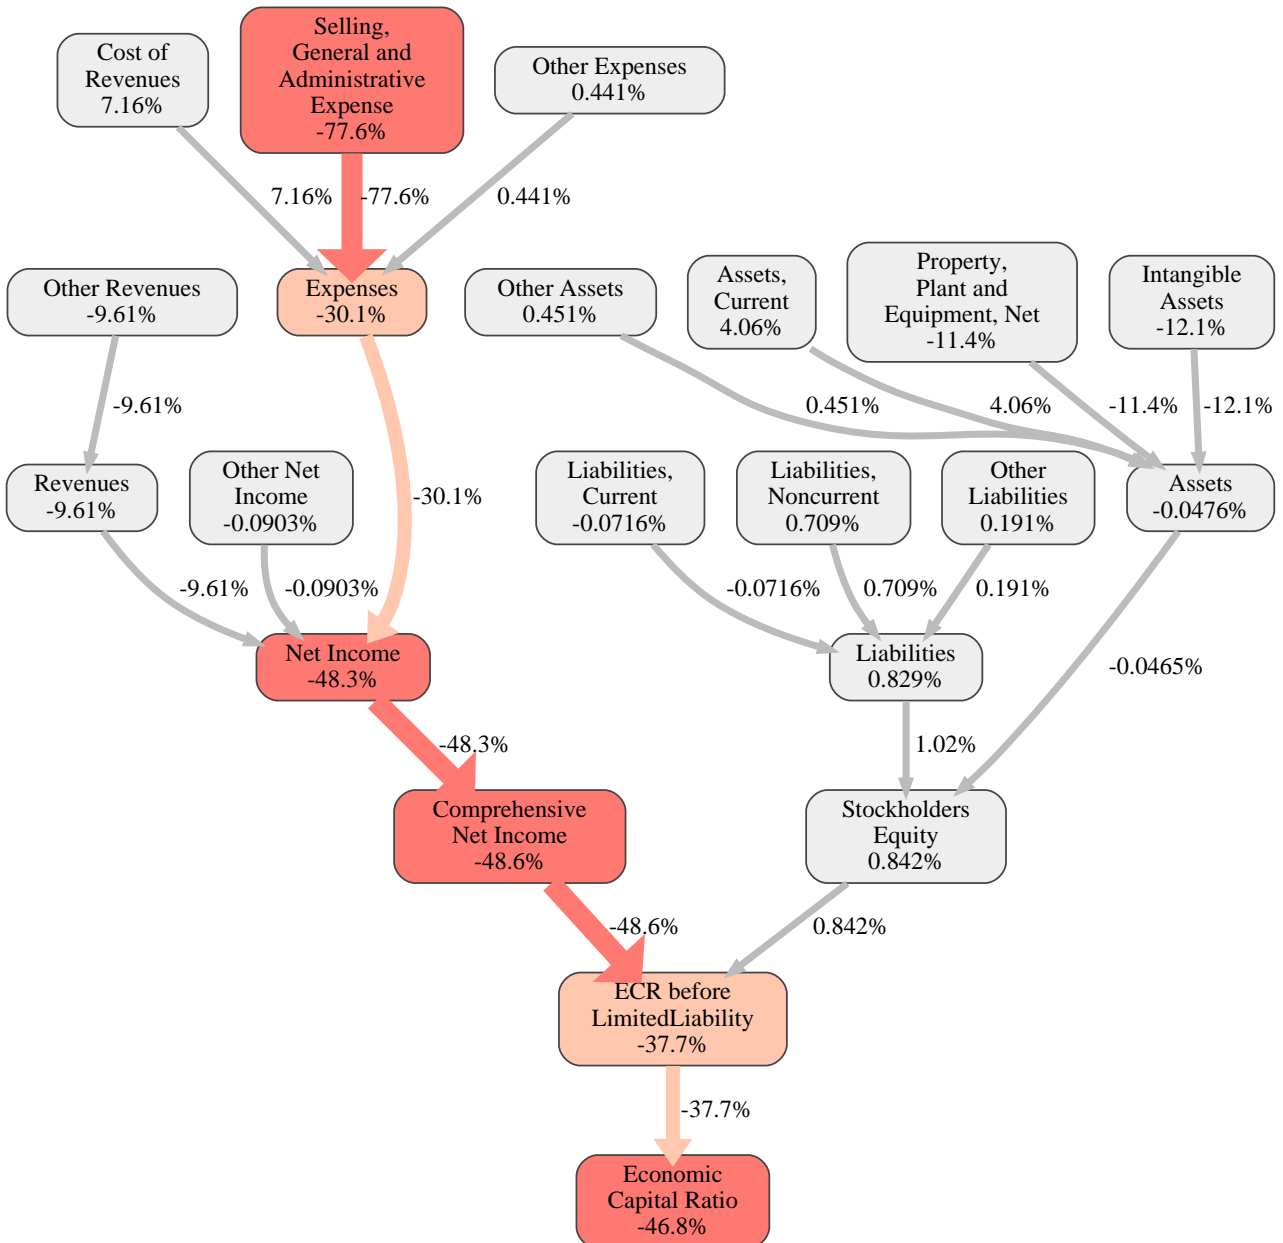 Cost of
Revenues
7.16%
Selling,
General and
Administrative
Expense
-77.6%
Other Expenses
0.441%
7.16%
-77.6%
0.441%
Other Revenues
-9.61%
Expenses
-30.1%
Other Assets
0.451%
Assets,
Current
4.06%
Property,
Plant and
Equipment, Net
-11.4%
Intangible
Assets
-12.1%
-9.61%
-30.1%
0.451%
4.06%
-11.4%
-12.1%
Revenues
-9.61%
Other Net
Income
-0.0903%
Liabilities,
Current
-0.0716%
Liabilities,
Noncurrent
0.709%
Other
Liabilities
0.191%
Assets
-0.0476%
-9.61%
-0.0903%
-0.0716%
0.709%
0.191%
-0.0465%
Net Income
-48.3%
Liabilities
0.829%
-48.3%
1.02%
Comprehensive
Net Income
-48.6%
Stockholders
Equity
0.842%
-48.6%
0.842%
ECR before
LimitedLiability
-37.7%
-37.7%
Economic
Capital Ratio
-46.8%